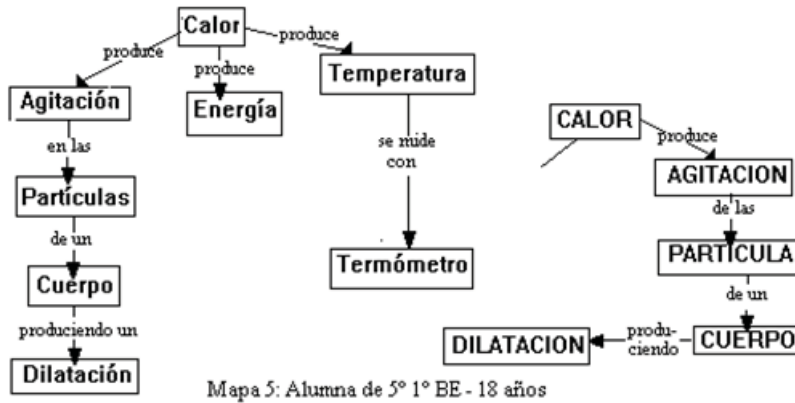 Calor
produce
produce
produce
Agitación
Energía
Temperatura
en las
se mide
con
Partículas
de un
Termómetro
Cuerpo
produciendo un
Dilatación
CALOR
produce
AGITACION
de las
PARTICULA
de un
CUERPO
produ-
ciendo
DILATACION
Mapa 5: Alumna de 5º 1º BE - 18 años